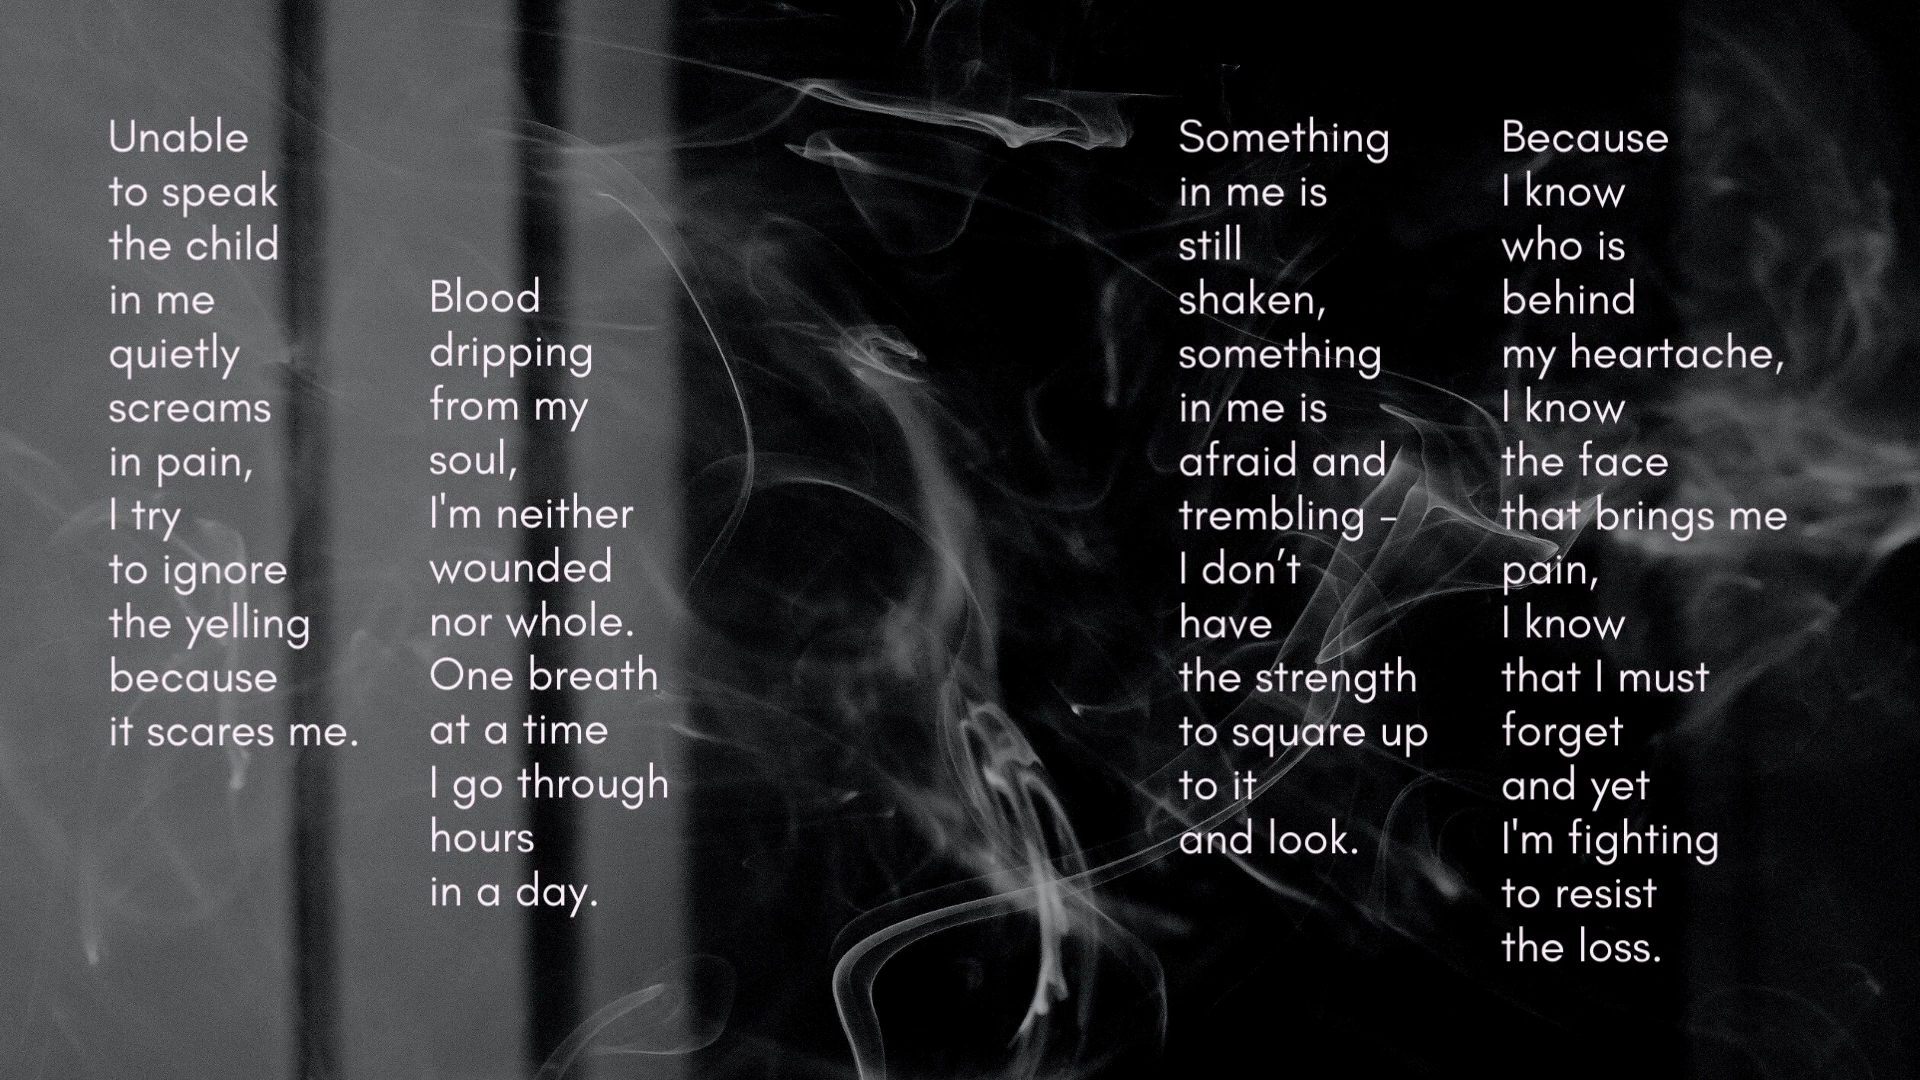 Unable
to speak
the child
in me
quietly
screams
in pain,
I try
to ignore
the yelling
because
it scares me.
Blood
dripping
from my
soul,
I'm neither
wounded
nor whole.
One breath
at a time
I go through
hours
in a day.
Something
in me is
still
shaken,
something
in me is
afraid and
trembling –
I don’t
have
the strength
to square up
to it
and look.
Because
I know
who is
behind
my heartache,
I know
the face
that brings me
pain,
I know
that I must
forget
and yet
I'm fighting
to resist
the loss.